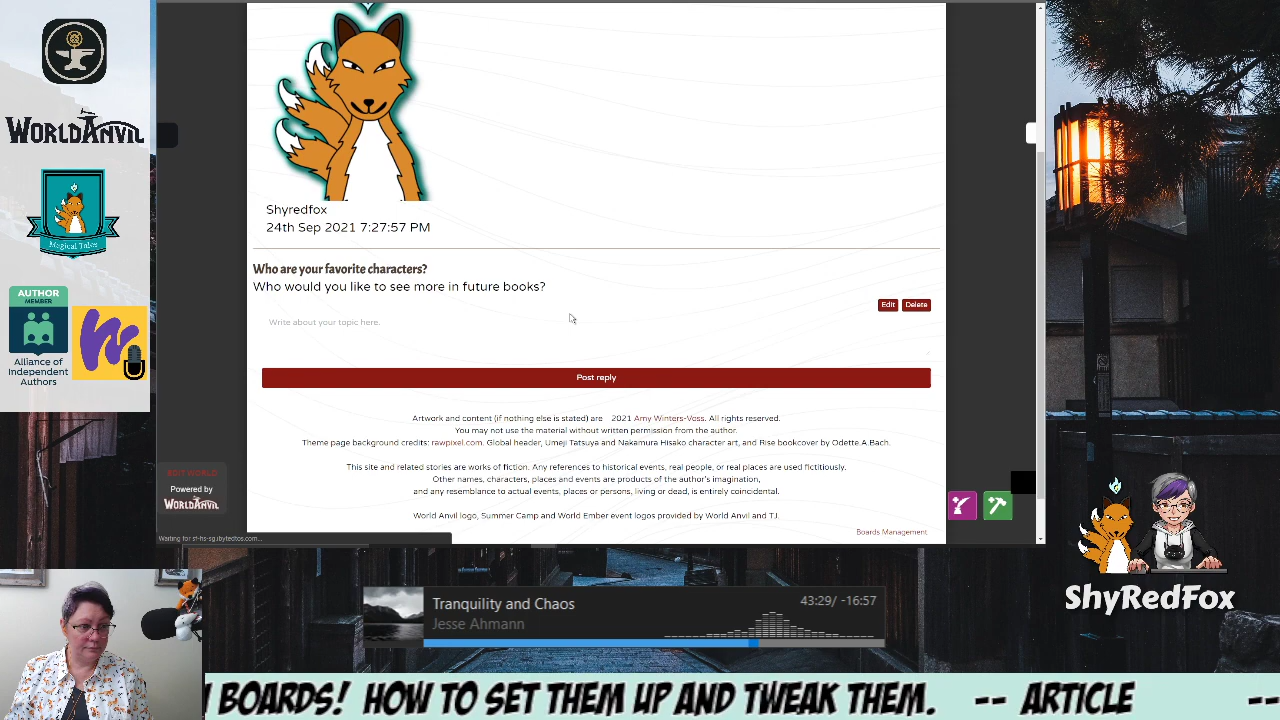 WORLDANVIL
Magical Tales
AUTHOR
MEMBER
Alliance of
Independent
Authors
Shyredfox
24th Sep 2021 7:27:57 PM
Who are your favorite characters?
Who would you like to see more in future books?
Edit Delete
Write about your topic here.
Post reply
Artwork and content (if nothing else is stated) are 2021 Amy Winters-Voss. All rights reserved.
You may not use the material without written permission from the author.
Theme page background credits: rawpixel.com. Global header, Umeji Tatsuya and Nakamura Hisako character art, and Rise bookcover by Odette.A.Bach.
This site and related stories are works of fiction. Any references to historical events, real people, or real places are used fictitiously.
Other names, characters, places and events are products of the author's imagination,
and any resemblance to actual events, places or persons, living or dead, is entirely coincidental.
World Anvil logo, Summer Camp and World Ember event logos provided by World Anvil and TJ.
Boards Management
EDIT WORLD
Powered by
WORLDANVIL
Waiting for sf-hs-sg.ibytedtos.com...
Tranquility and Chaos
Jesse Ahmann
43:29/ -16:57
ShyRedFox
BOARDS! HOW TO SET THEM UP AND TWEAK THEM. -- ARTICLE --